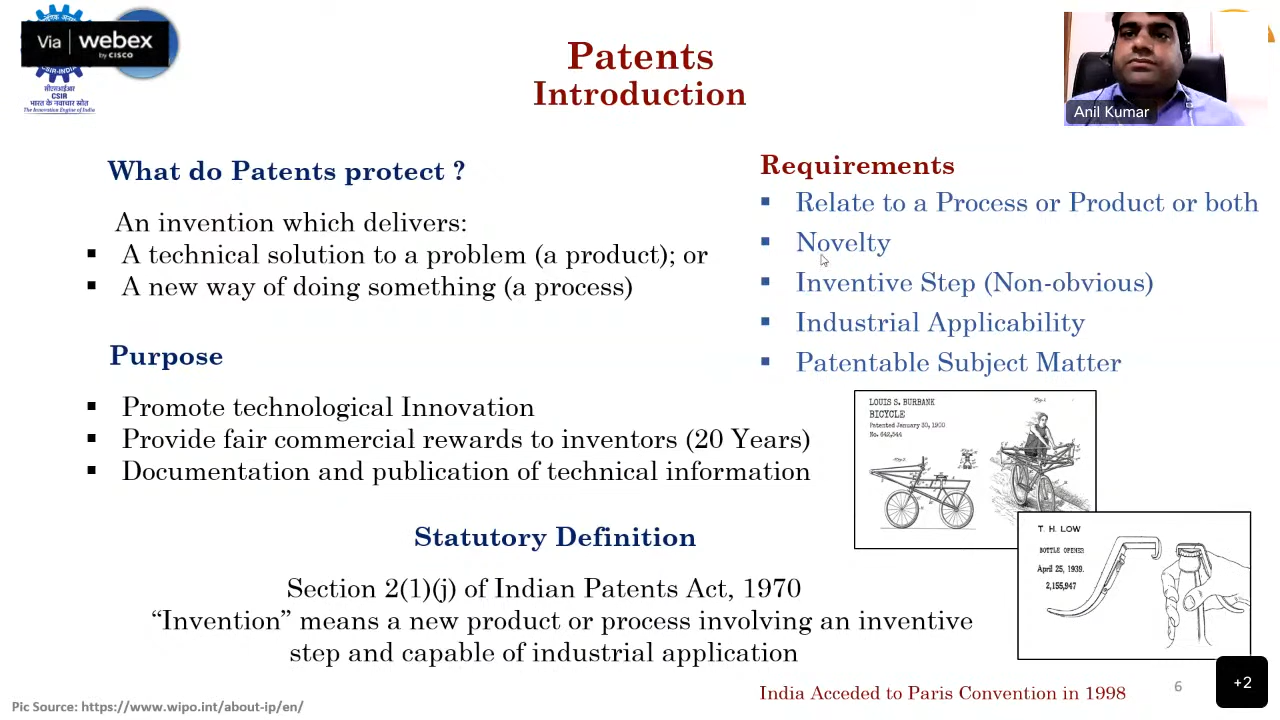 Via webex
by CISCO
सीएसआईआर
CSIR
भारत के नवाचार स्रोत
The Innovation Engine of India
Patents
Introduction
Anil Kumar
What do Patents protect ?
An invention which delivers:
▪ A technical solution to a problem (a product); or
▪ A new way of doing something (a process)
Purpose
▪ Promote technological Innovation
▪ Provide fair commercial rewards to inventors (20 Years)
▪ Documentation and publication of technical information
Requirements
▪ Relate to a Process or Product or both
▪ Novelty
▪ Inventive Step (Non-obvious)
▪ Industrial Applicability
▪ Patentable Subject Matter
LOUIS S. BURBANK
BICYCLE
Patented January 30, 1900
No. 642,544
T. H. LOW
BOTTLE OPENER
April 25, 1939.
2,155,947
Statutory Definition
Section 2(1)(j) of Indian Patents Act, 1970
“Invention” means a new product or process involving an inventive
step and capable of industrial application
India Acceded to Paris Convention in 1998
6
+2
Pic Source: https://www.wipo.int/about-ip/en/